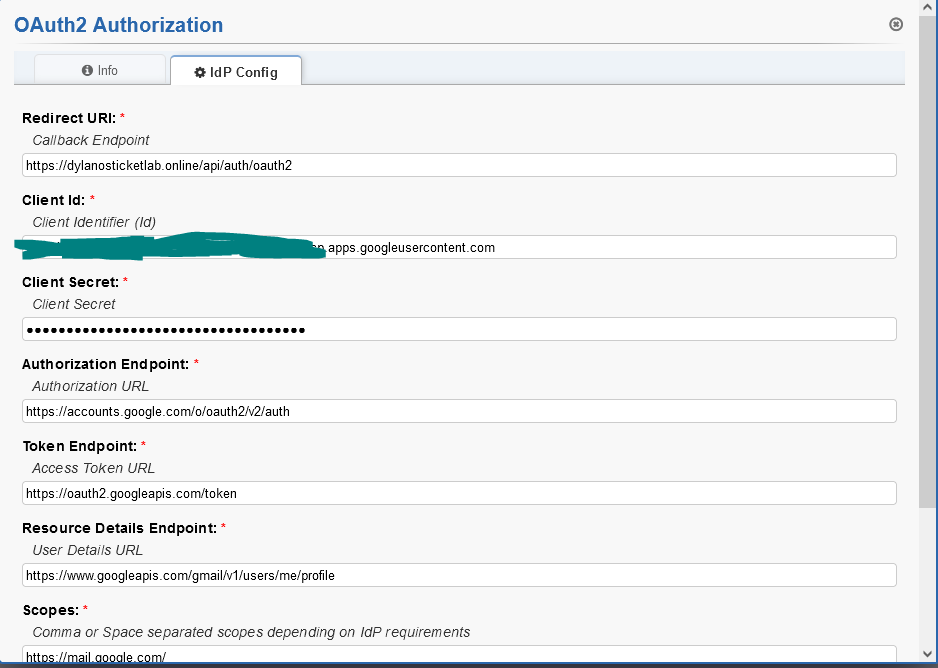 OAuth2 Authorization
Info
IdP Config
Redirect URI: *
Callback Endpoint
https://dylanosticketlab.online/api/auth/oauth2
Client Id: *
Client Identifier (Id)
.apps.googleusercontent.com
Client Secret: *
Client Secret
●●●●●●●●●●●●●●●●●●●●●●●●●●●●●●●●●●●
Authorization Endpoint: *
Authorization URL
https://accounts.google.com/o/oauth2/v2/auth
Token Endpoint: *
Access Token URL
https://oauth2.googleapis.com/token
Resource Details Endpoint: *
User Details URL
https://www.googleapis.com/gmail/v1/users/me/profile
Scopes: *
Comma or Space separated scopes depending on IdP requirements
https://mail.google.com/